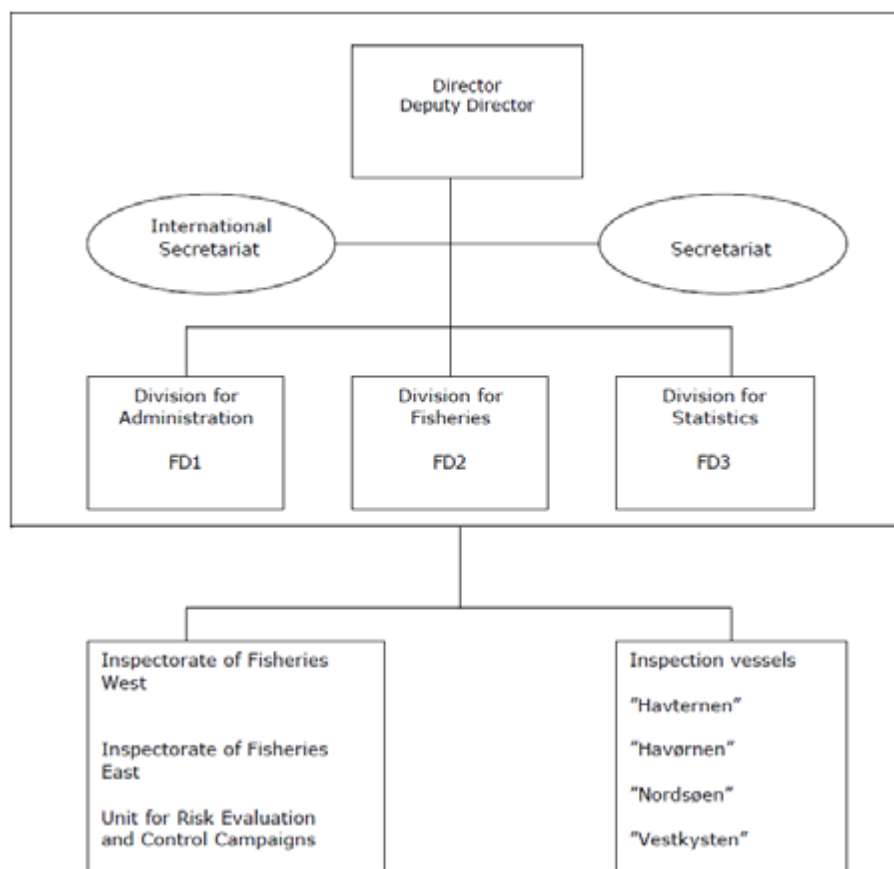 Director
Deputy Director
International
Secretariat
Secretariat
Division for
Administration
FD1
Division for
Fisheries
FD2
Division for
Statistics
FD3
Inspectorate of Fisheries
West
Inspectorate of Fisheries
East
Unit for Risk Evaluation
and Control Campaigns
Inspection vessels
”Havternen”
”Havørnen”
”Nordsøen”
”Vestkysten”